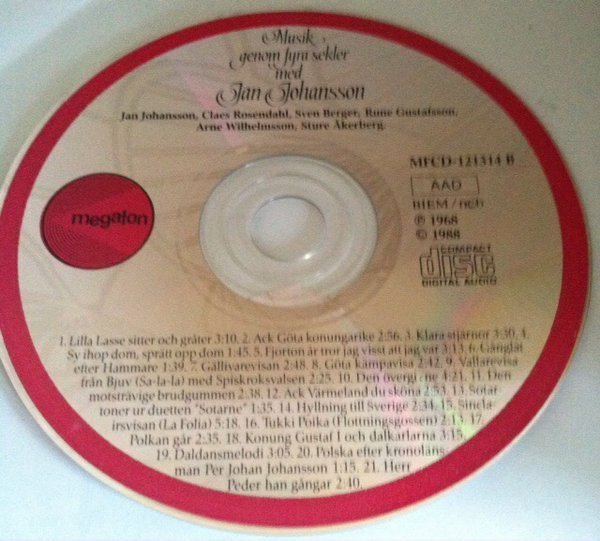 Musik
genom fyra sekler
med
Jan Johansson
Jan Johansson, Claes Rosendahl, Sven Berger, Rune Gustafsson,
Arne Wilhelmsson, Sture Åkerberg.
MFCD-121314 B
AAD
BIEM/ncb
℗ 1968
© 1988
megafon
COMPACT
disc
DIGITAL AUDIO
1. Lilla Lasse sitter och gråter 3:10. 2. Ack Göta konungarike 2:56. 3. Klara stjärnor 3:30. 4.
Sy ihop dom, sprätt opp dom 1:45. 5. Fjorton år tror jag visst att jag var 3:13. 6. Gånglåt
efter Hammare 1:39. 7. Gällivarevisan 2:48. 8. Göta kämpavisa 2:42. 9. Vallarevisa
från Bjuv (Sa-la-la) med Spiskroksvalsen 2:25. 10. Den övergivne 4:21. 11. Den
motsträvige brudgummen 2:38. 12. Ack Värmeland du sköna 2:53. 13. Sotar-
toner ur duetten "Sotarne" 1:35. 14. Hyllning till Sverige 2:34. 15. Sincla-
irsvisan (La Folia) 5:18. 16. Tukki Poika (Flottningsgossen) 2:13. 17.
Polkan går 2:35. 18. Konung Gustaf I och dalkarlarna 3:15.
19. Daldansmelodi 3:05. 20. Polska efter kronoläns-
man Per Johan Johansson 1:15. 21. Herr
Peder han gångar 2:40.